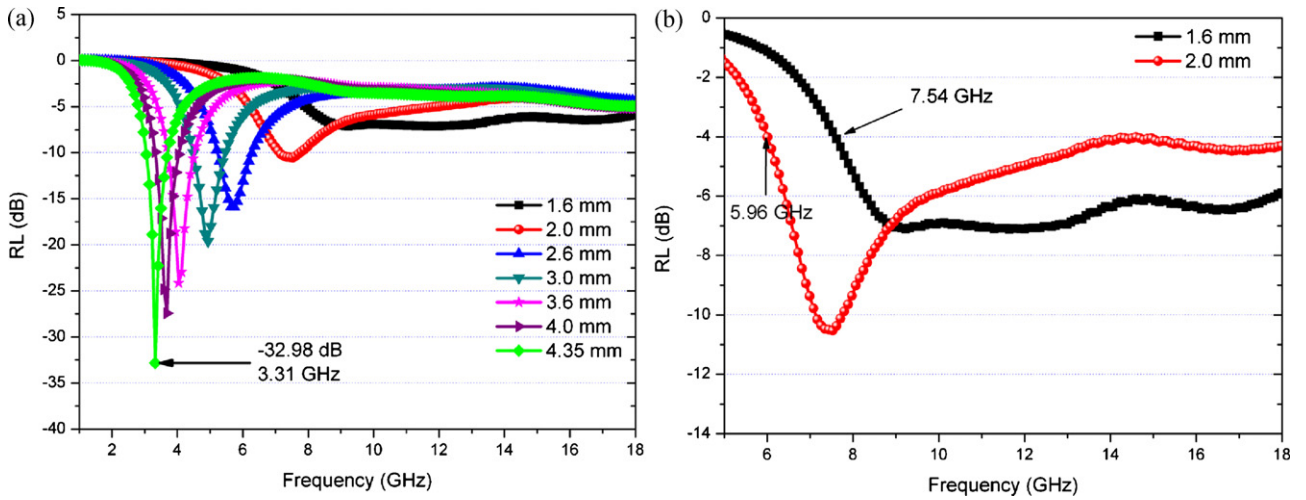 (a)
5
0
-5
-10
-15
-20
-25
-30
-35
-40
RL (dB)
1.6 mm
2.0 mm
2.6 mm
3.0 mm
3.6 mm
4.0 mm
4.35 mm
-32.98 dB
3.31 GHz
2 4 6 8 10 12 14 16 18
Frequency (GHz)
(b)
0
-2
-4
-6
-8
-10
-12
-14
RL (dB)
1.6 mm
2.0 mm
7.54 GHz
5.96 GHz
6 8 10 12 14 16 18
Frequency (GHz)